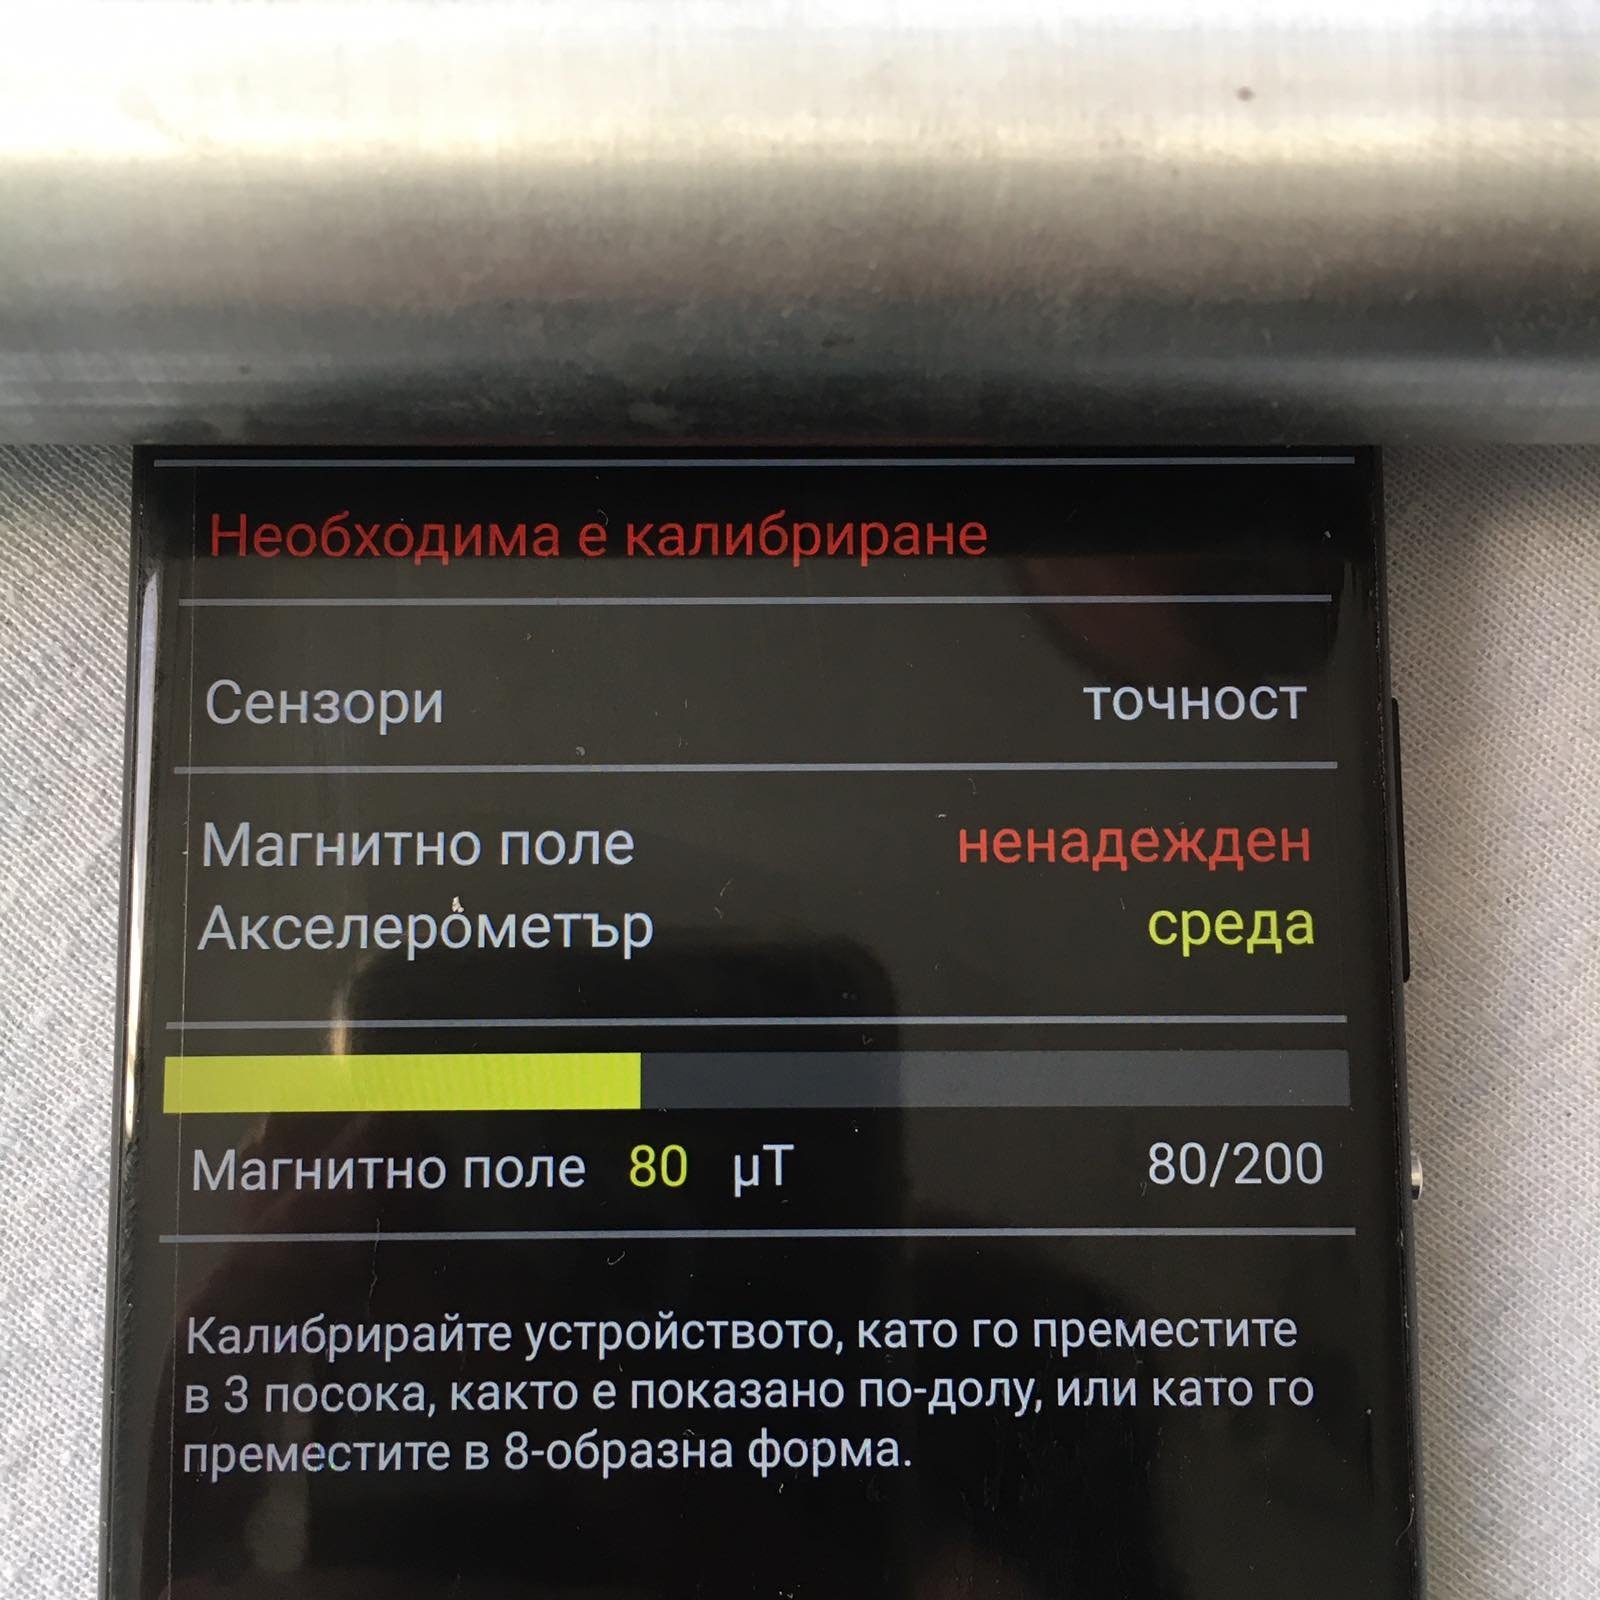 Необходима е калибриране
Сензори точност
Магнитно поле ненадежден
Акселерометър среда
Магнитно поле 80 μT 80/200
Калибрирайте устройството, като го преместите
в 3 посока, както е показано по-долу, или като го
преместите в 8-образна форма.